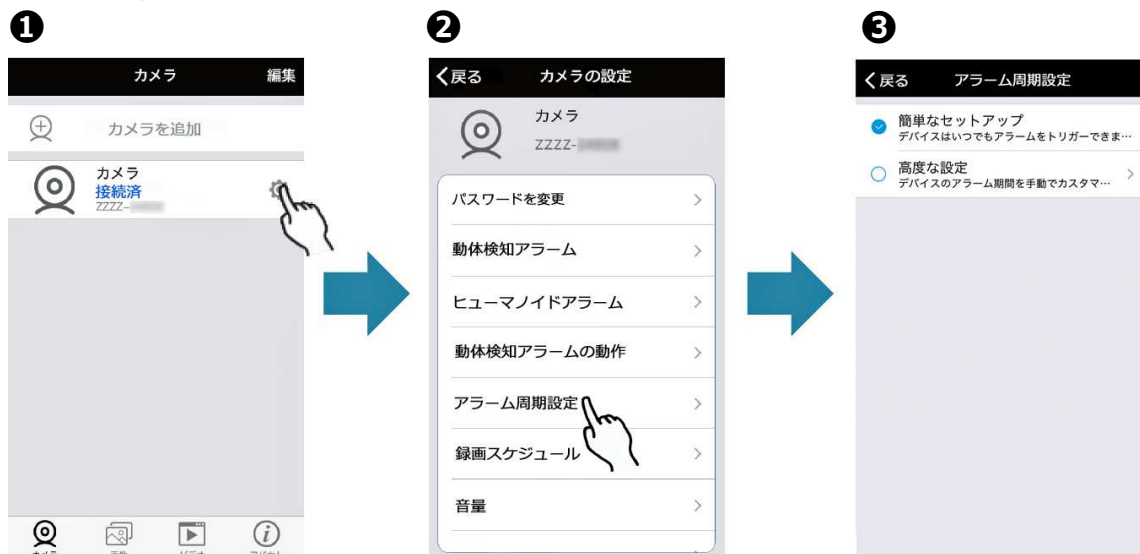 ❶
カメラ 編集
カメラを追加
カメラ
接続済
ZZZZ-
カメラ
画像
ビデオ
❷
戻る カメラの設定
カメラ
ZZZZ-
パスワードを変更
動体検知アラーム
ヒューマノイドアラーム
動体検知アラームの動作
アラーム周期設定
録画スケジュール
音量
❸
戻る アラーム周期設定
簡単なセットアップ
デバイスはいつでもアラームをトリガーできま…
高度な設定
デバイスのアラーム期間を手動でカスタマ…